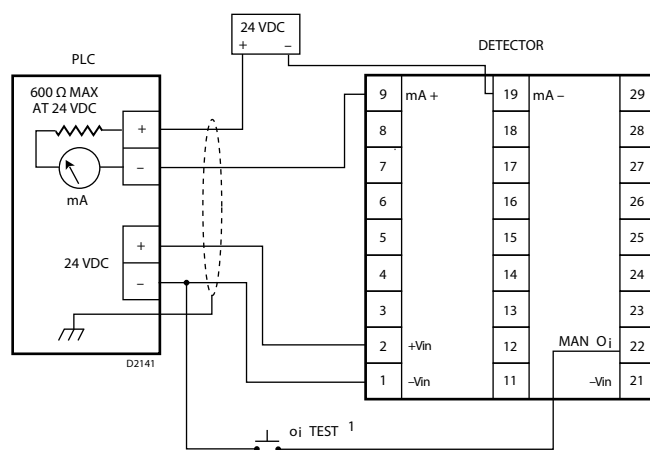 24 VDC
+ −
PLC
DETECTOR
600 Ω MAX
AT 24 VDC
+
−
mA
24 VDC
+
−
D2141
9 mA + 19 mA − 29
8 18 28
7 17 27
6 16 26
5 15 25
4 14 24
3 13 23
2 +Vin 12 MAN Oi 22
1 −Vin 11 −Vin 21
oi TEST 1